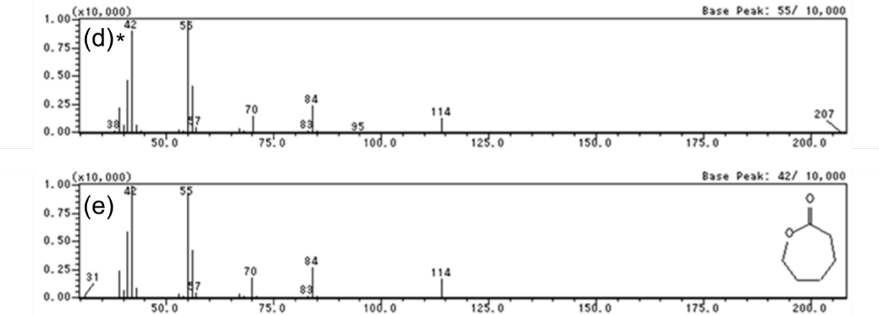 (x10,000)
Base Peak: 55/ 10,000
1.00
(d)*
42
55
0.75
0.50
0.25
38
57
70
83
84
95
114
207
0.00
50.0 75.0 100.0 125.0 150.0 175.0 200.0
(x10,000)
Base Peak: 42/ 10,000
1.00
(e)
42
55
O
O
0.75
0.50
0.25
31
57
70
83
84
114
0.00
50.0 75.0 100.0 125.0 150.0 175.0 200.0